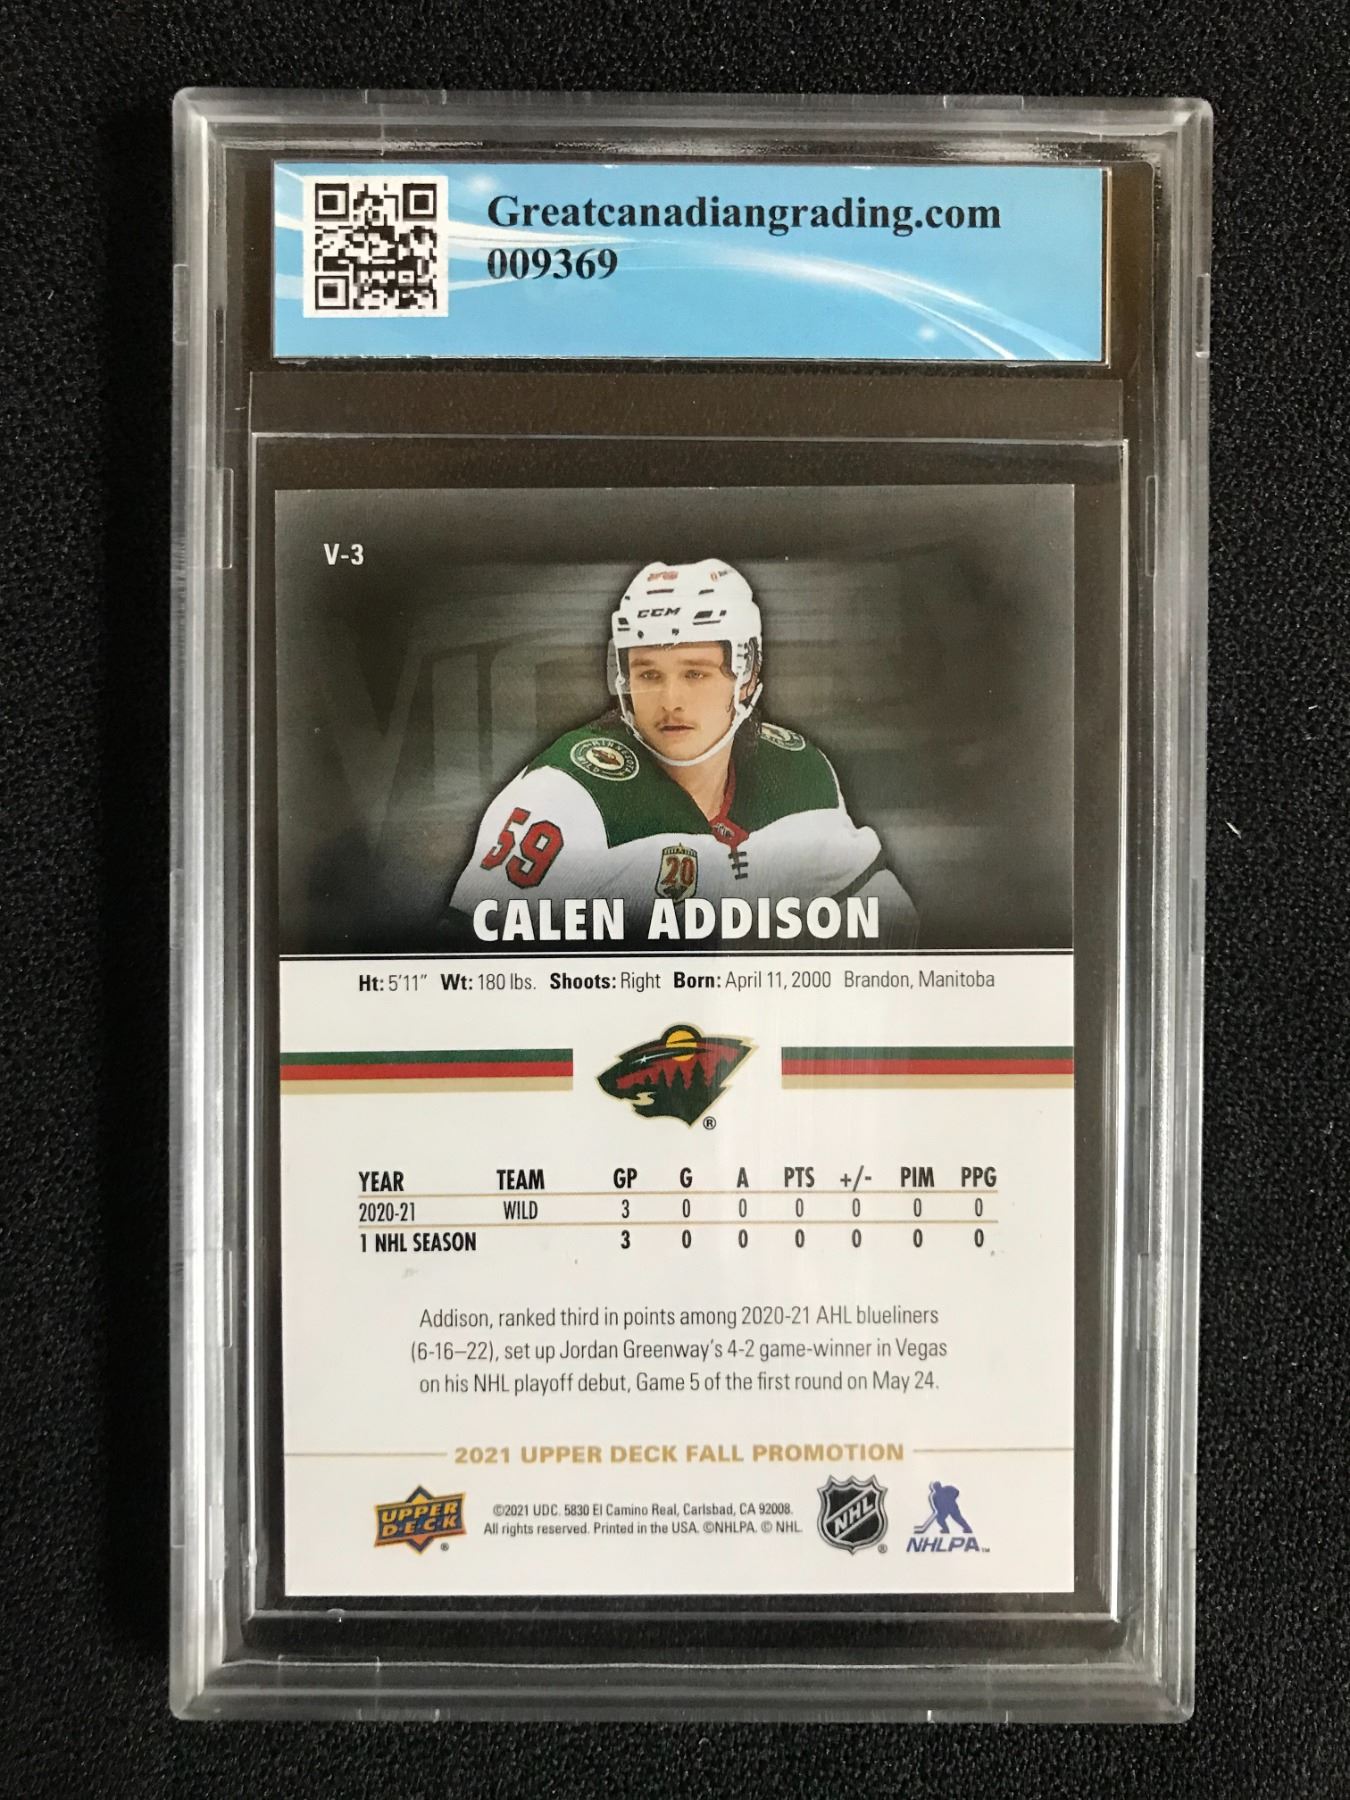 Greatcanadiangrading.com
009369
V-3
CCM
59
20
CALEN ADDISON
Ht: 5'11" Wt: 180 lbs. Shoots: Right Born: April 11, 2000 Brandon, Manitoba
®
YEAR TEAM GP G A PTS +/- PIM PPG
2020-21 WILD 3 0 0 0 0 0 0
1 NHL SEASON 3 0 0 0 0 0 0
Addison, ranked third in points among 2020-21 AHL blueliners
(6-16–22), set up Jordan Greenway's 4-2 game-winner in Vegas
on his NHL playoff debut, Game 5 of the first round on May 24.
2021 UPPER DECK FALL PROMOTION
UPPER
DECK
®
©2021 UDC. 5830 El Camino Real, Carlsbad, CA 92008.
All rights reserved. Printed in the USA. ©NHLPA. © NHL.
NHL
®
NHLPA™